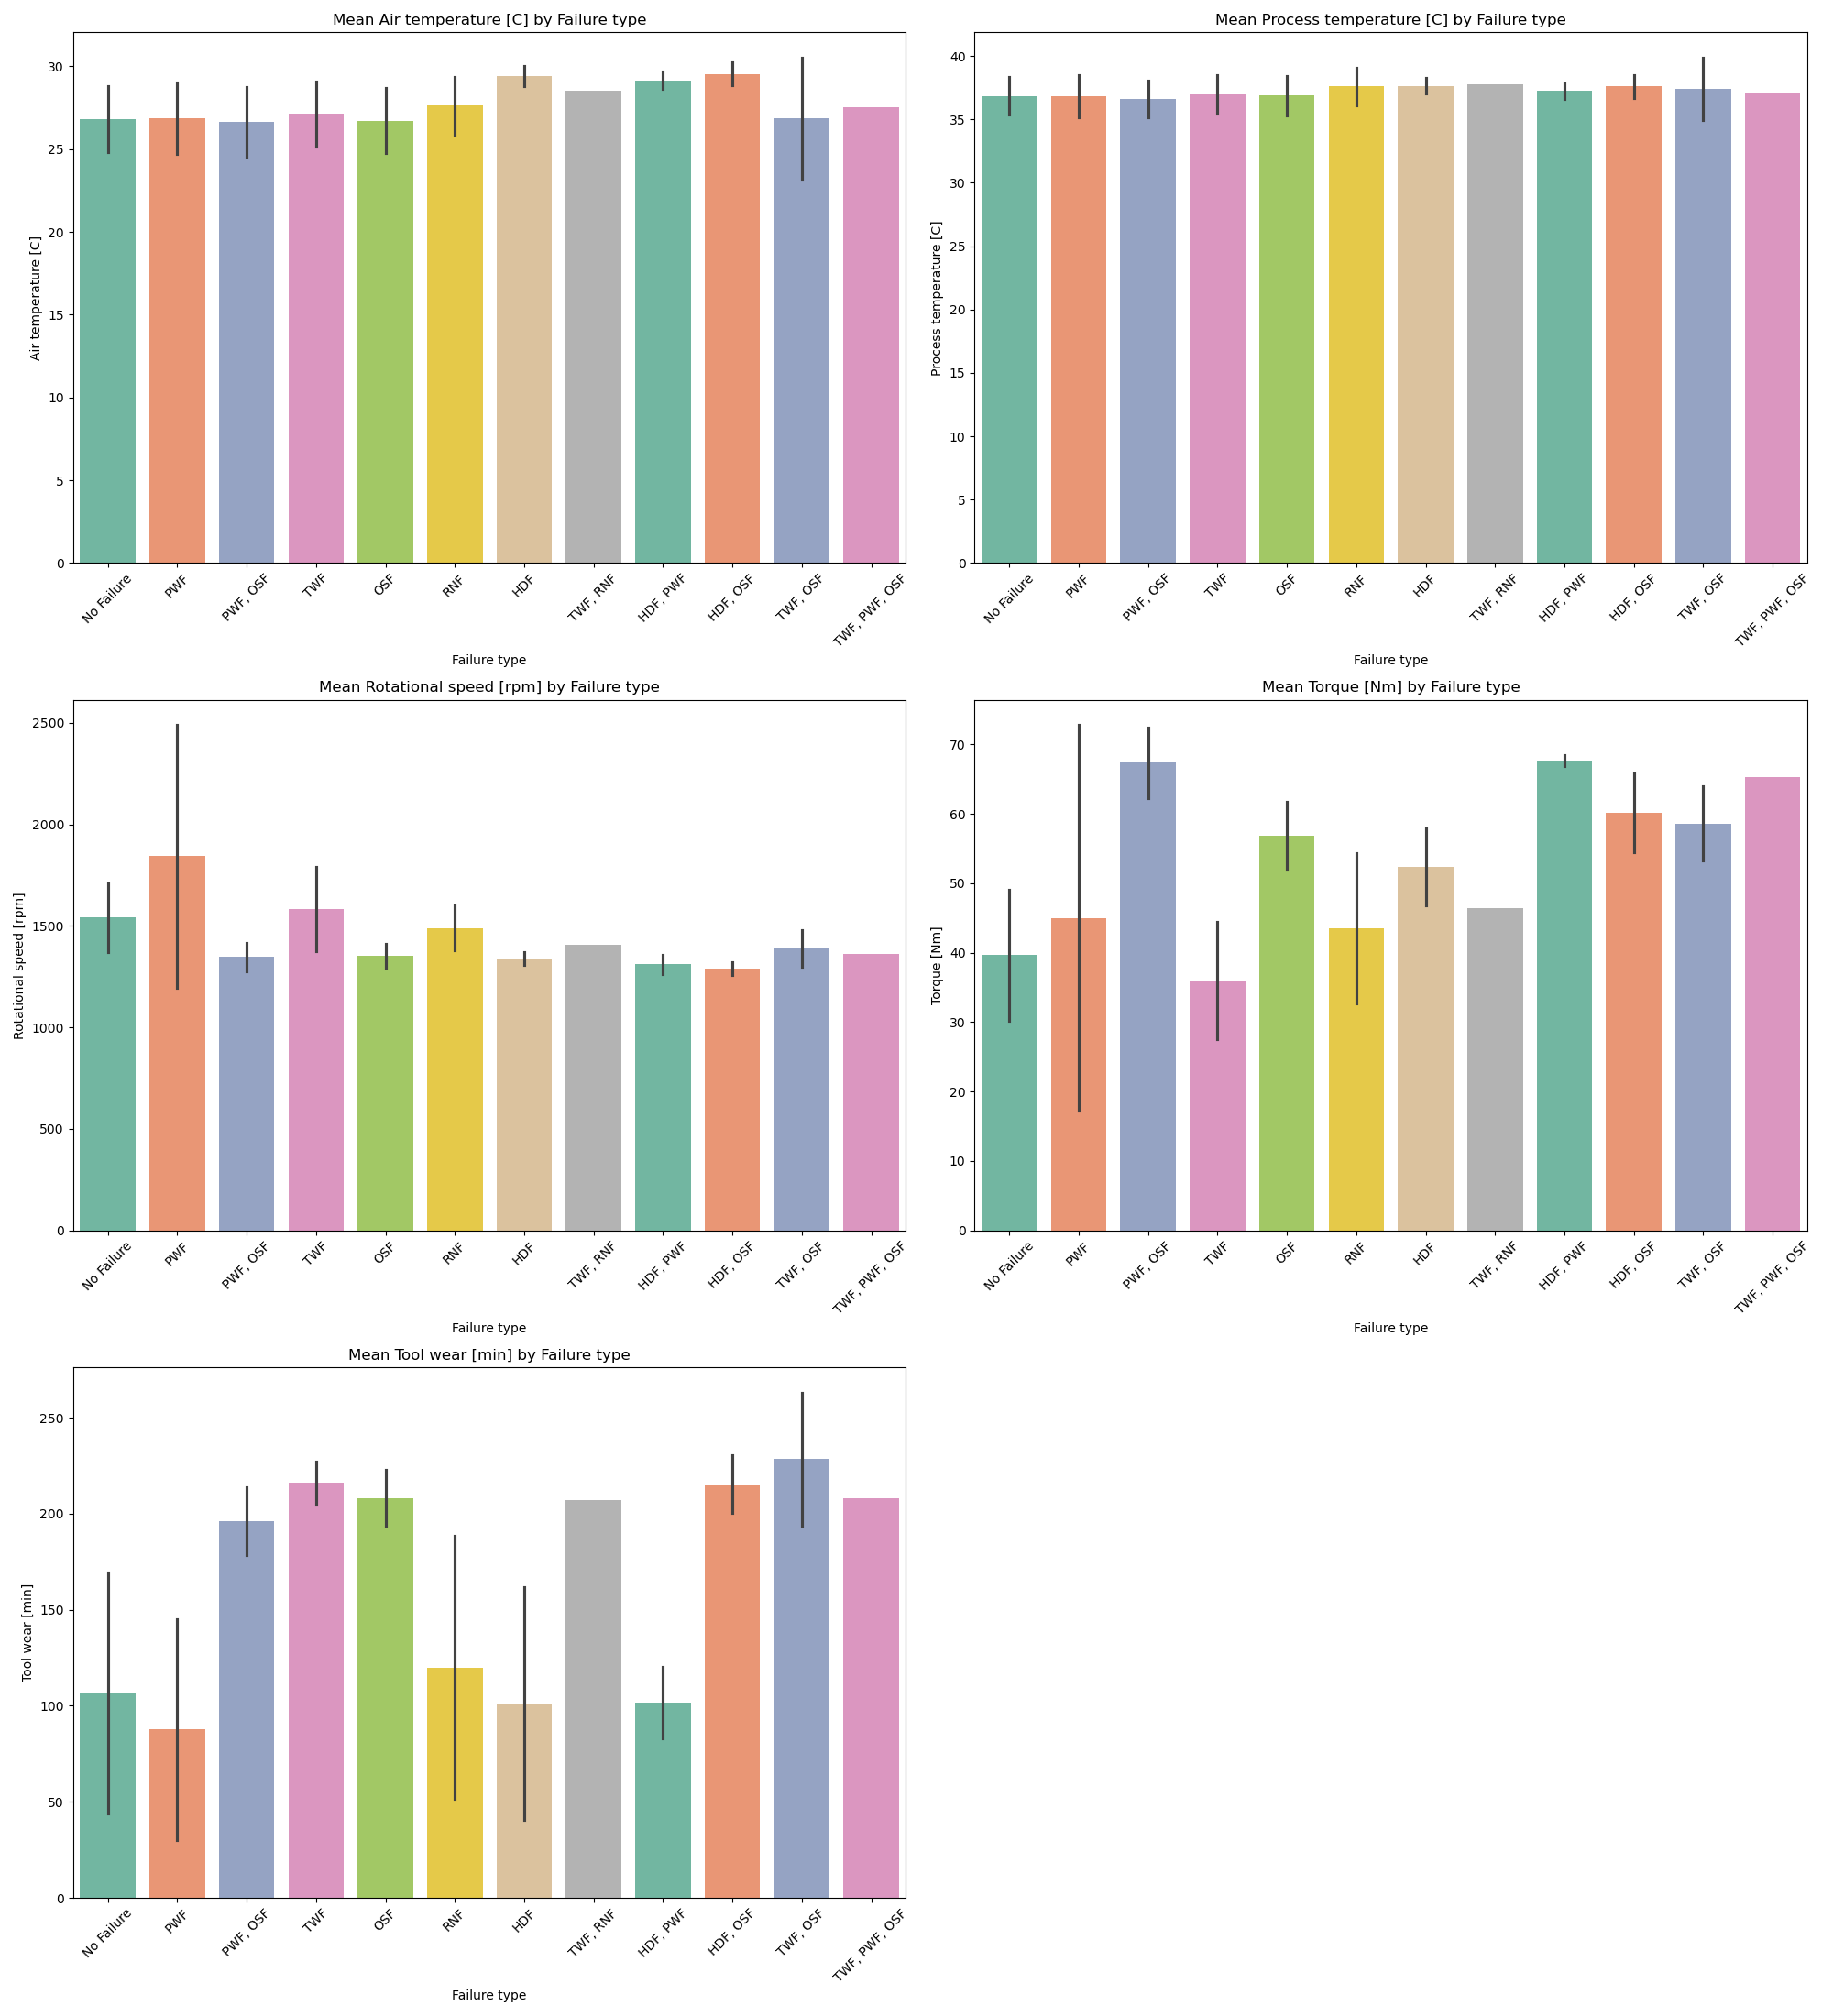 Mean Air temperature [C] by Failure type
Air temperature [C]
30
25
20
15
10
5
0
No Failure
PWF
PWF, OSF
TWF
OSF
RNF
HDF
TWF, RNF
HDF, PWF
HDF, OSF
TWF, OSF
TWF, PWF, OSF
Failure type
Mean Process temperature [C] by Failure type
Process temperature [C]
40
35
30
25
20
15
10
5
0
No Failure
PWF
PWF, OSF
TWF
OSF
RNF
HDF
TWF, RNF
HDF, PWF
HDF, OSF
TWF, OSF
TWF, PWF, OSF
Failure type
Mean Rotational speed [rpm] by Failure type
Rotational speed [rpm]
2500
2000
1500
1000
500
0
No Failure
PWF
PWF, OSF
TWF
OSF
RNF
HDF
TWF, RNF
HDF, PWF
HDF, OSF
TWF, OSF
TWF, PWF, OSF
Failure type
Mean Torque [Nm] by Failure type
Torque [Nm]
70
60
50
40
30
20
10
0
No Failure
PWF
PWF, OSF
TWF
OSF
RNF
HDF
TWF, RNF
HDF, PWF
HDF, OSF
TWF, OSF
TWF, PWF, OSF
Failure type
Mean Tool wear [min] by Failure type
Tool wear [min]
250
200
150
100
50
0
No Failure
PWF
PWF, OSF
TWF
OSF
RNF
HDF
TWF, RNF
HDF, PWF
HDF, OSF
TWF, OSF
TWF, PWF, OSF
Failure type